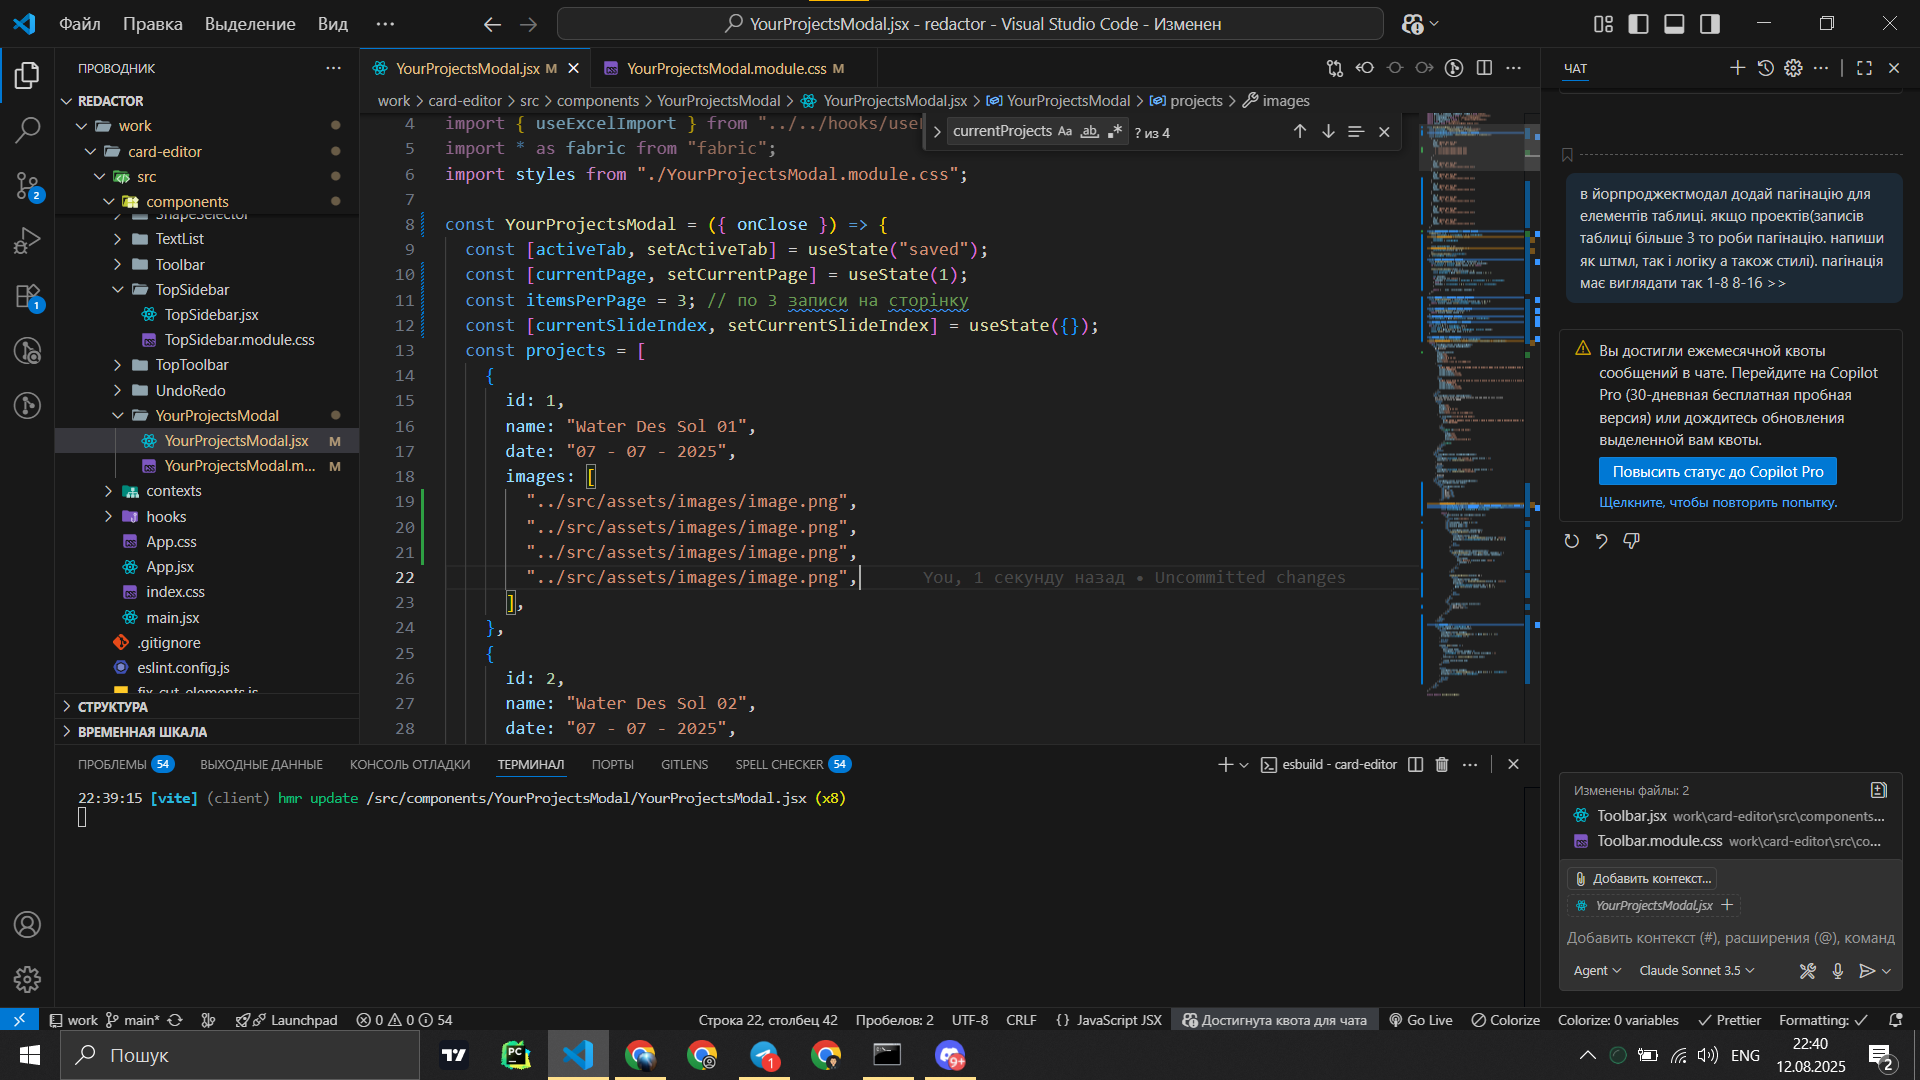 Файл Правка Выделение Вид ···
YourProjectsModal.jsx - redactor - Visual Studio Code - Изменен
ПРОВОДНИК
REDACTOR
work
card-editor
src
components
ShapeSelector
TextList
Toolbar
TopSidebar
TopSidebar.jsx
TopSidebar.module.css
TopToolbar
UndoRedo
YourProjectsModal
YourProjectsModal.jsx M
YourProjectsModal.m... M
contexts
hooks
App.css
App.jsx
index.css
main.jsx
.gitignore
eslint.config.js
fix_cut_elements.js
СТРУКТУРА
ВРЕМЕННАЯ ШКАЛА
2
1
YourProjectsModal.jsx M
YourProjectsModal.module.css M
work > card-editor > src > components > YourProjectsModal > YourProjectsModal.jsx > YourProjectsModal > projects > images
currentProjects Aa ab ? из 4
4 import { useExcelImport } from "../../hooks/user
5 import * as fabric from "fabric";
6 import styles from "./YourProjectsModal.module.css";
7
8 const YourProjectsModal = ({ onClose }) => {
9 const [activeTab, setActiveTab] = useState("saved");
10 const [currentPage, setCurrentPage] = useState(1);
11 const itemsPerPage = 3; // по 3 записи на сторінку
12 const [currentSlideIndex, setCurrentSlideIndex] = useState({});
13 const projects = [
14 {
15 id: 1,
16 name: "Water Des Sol 01",
17 date: "07 - 07 - 2025",
18 images: [
19 "../src/assets/images/image.png",
20 "../src/assets/images/image.png",
21 "../src/assets/images/image.png",
22 "../src/assets/images/image.png", You, 1 секунду назад • Uncommitted changes
23 ],
24 },
25 {
26 id: 2,
27 name: "Water Des Sol 02",
28 date: "07 - 07 - 2025",
ЧАТ
в йорпроджектмодал додай пагінацію для
елементів таблиці. якщо проектів(записів
таблиці більше 3 то роби пагінацію. напиши
як штмл, так і логіку а також стилі). пагінація
має виглядати так 1-8 8-16 >>
Вы достигли ежемесячной квоты
сообщений в чате. Перейдите на Copilot
Pro (30-дневная бесплатная пробная
версия) или дождитесь обновления
выделенной вам квоты.
Повысить статус до Copilot Pro
Щелкните, чтобы повторить попытку.
Изменены файлы: 2
Toolbar.jsx work\card-editor\src\components...
Toolbar.module.css work\card-editor\src\co...
Добавить контекст...
YourProjectsModal.jsx +
Добавить контекст (#), расширения (@), команд
Agent Claude Sonnet 3.5
ПРОБЛЕМЫ 54 ВЫХОДНЫЕ ДАННЫЕ КОНСОЛЬ ОТЛАДКИ ТЕРМИНАЛ ПОРТЫ GITLENS SPELL CHECKER 54
esbuild - card-editor
22:39:15 [vite] (client) hmr update /src/components/YourProjectsModal/YourProjectsModal.jsx (x8)
work main* Launchpad 0 0 54
Строка 22, столбец 42 Пробелов: 2 UTF-8 CRLF {} JavaScript JSX Достигнута квота для чата Go Live Colorize Colorize: 0 variables Prettier Formatting:
Пошук
PC
1
9+
ENG
22:40
12.08.2025
2